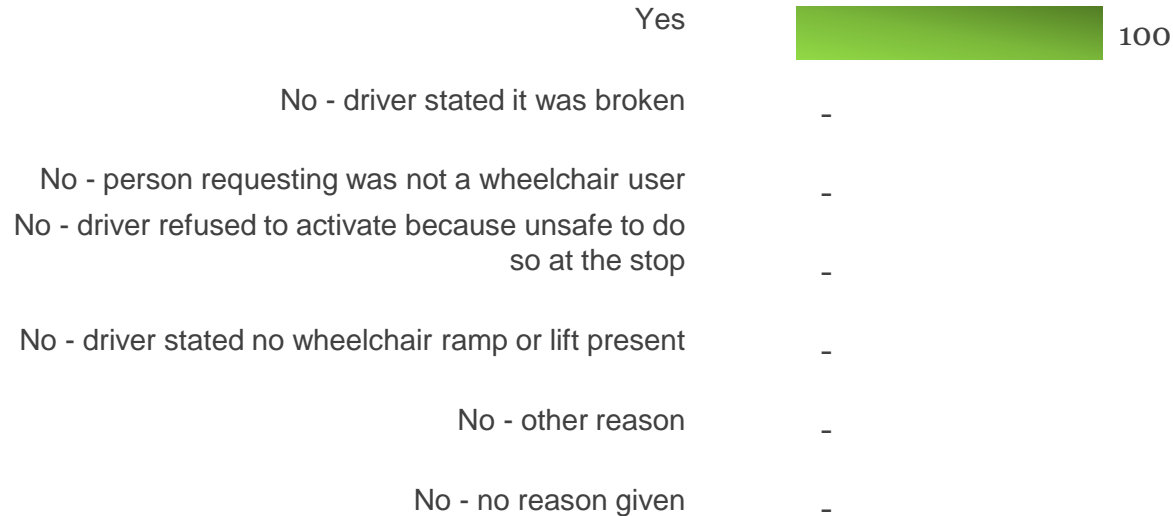 Yes 100
No - driver stated it was broken -
No - person requesting was not a wheelchair user -
No - driver refused to activate because unsafe to do
so at the stop -
No - driver stated no wheelchair ramp or lift present -
No - other reason -
No - no reason given -